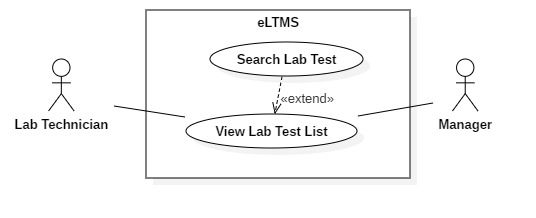 eLTMS
Search Lab Test
«extend»
Lab Technician
View Lab Test List
Manager